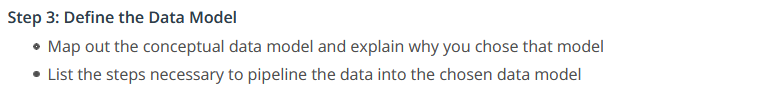 Step 3: Define the Data Model
• Map out the conceptual data model and explain why you chose that model
• List the steps necessary to pipeline the data into the chosen data model